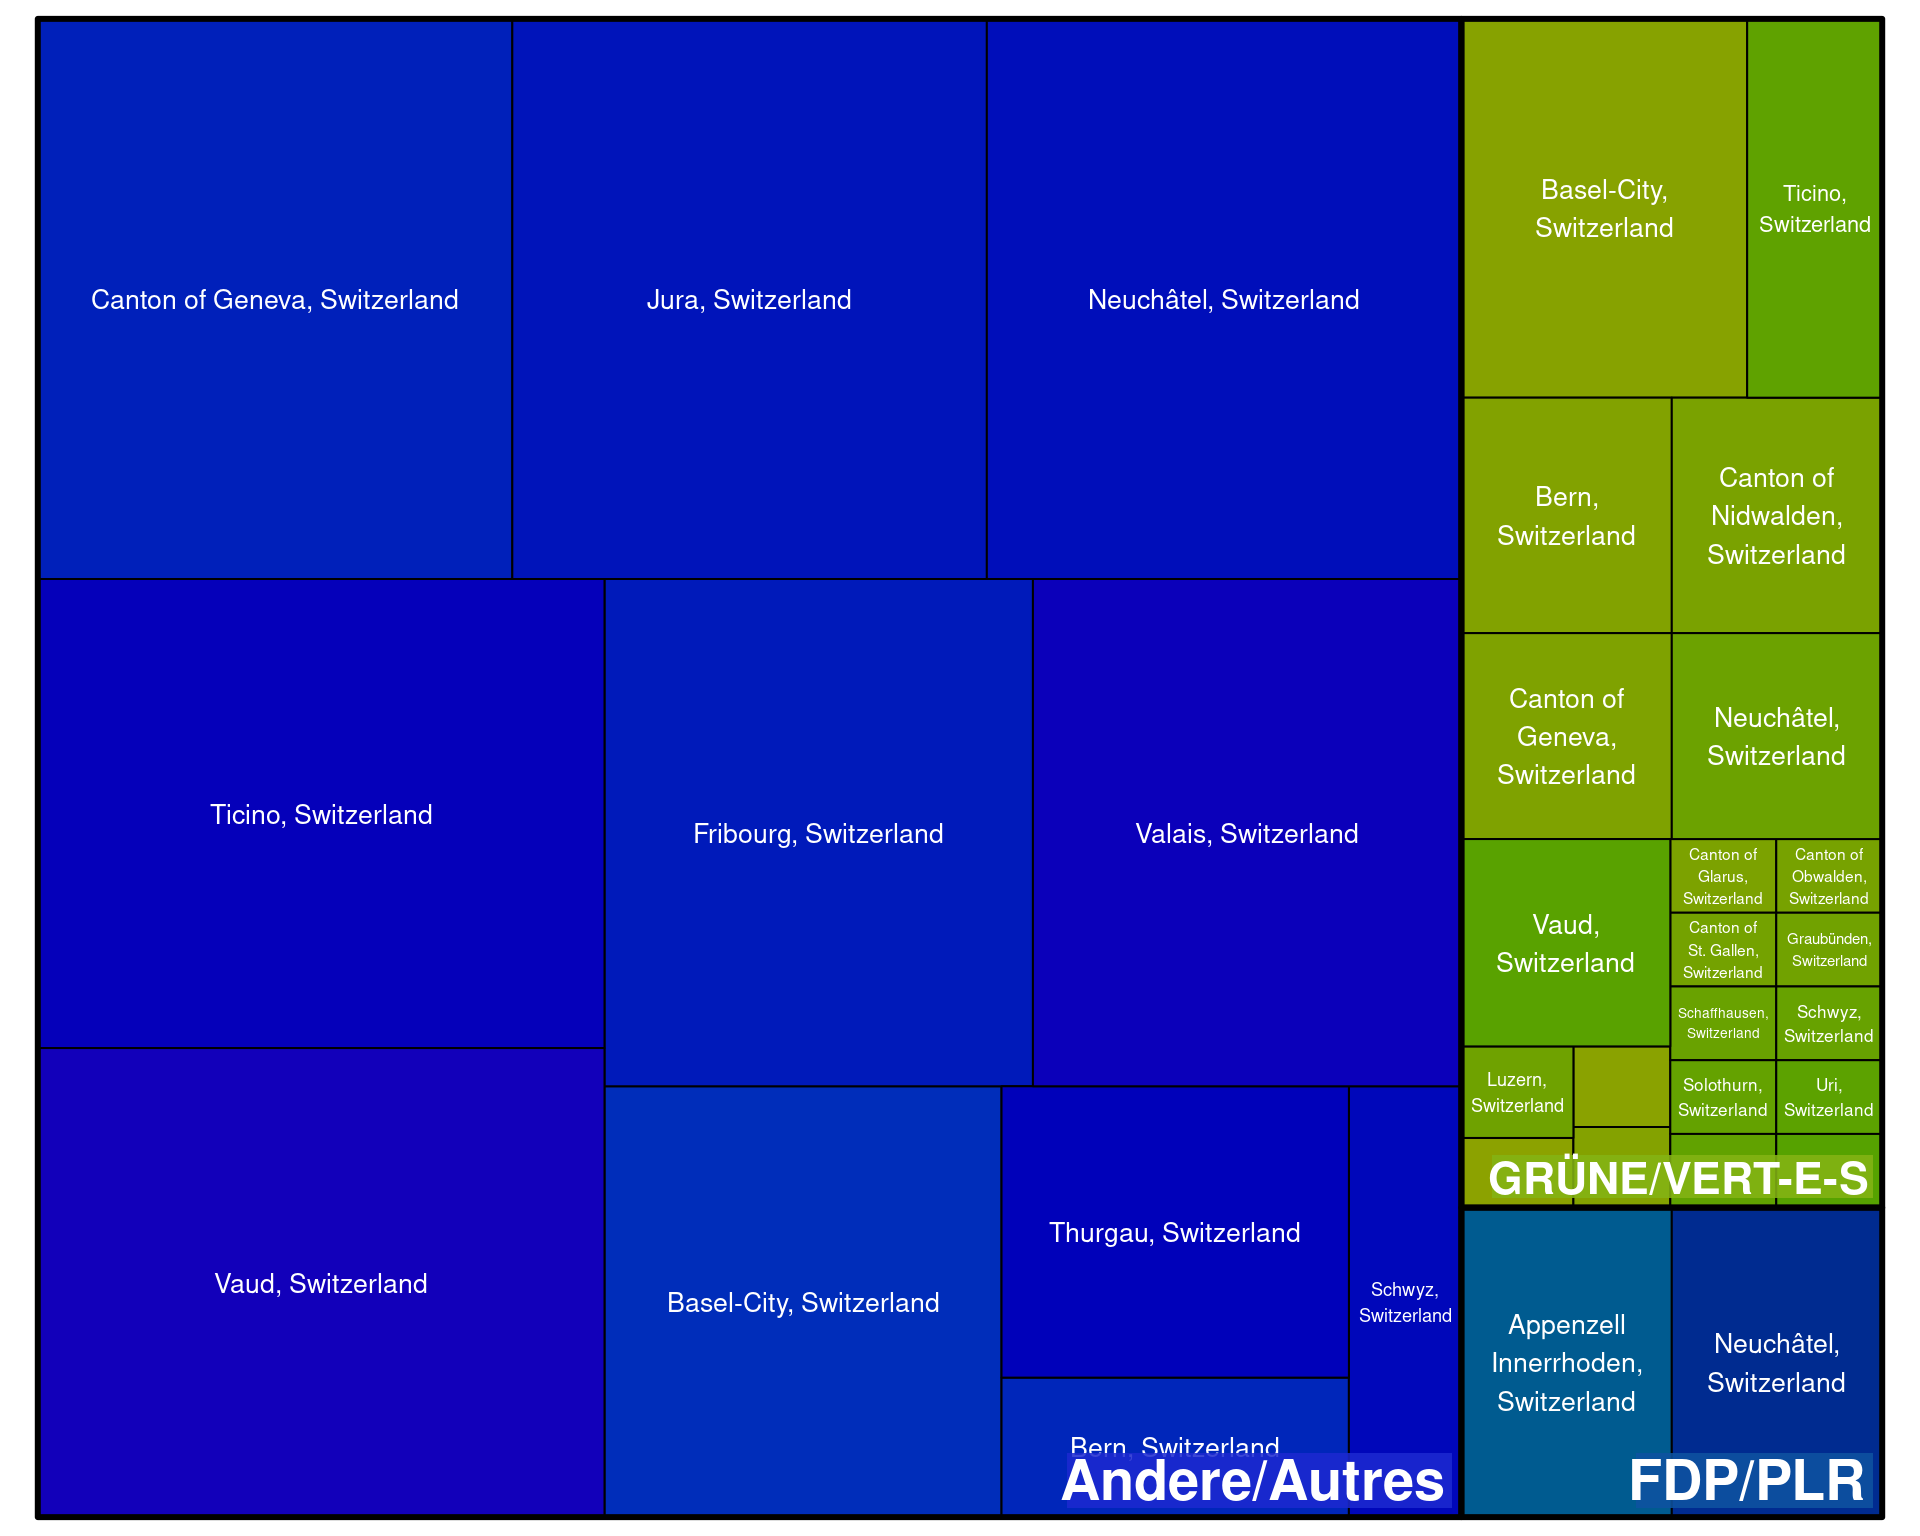 Canton of Geneva, Switzerland
Jura, Switzerland
Neuchâtel, Switzerland
Ticino, Switzerland
Fribourg, Switzerland
Valais, Switzerland
Vaud, Switzerland
Basel-City, Switzerland
Thurgau, Switzerland
Schwyz,
Switzerland
Bern, Switzerland
Andere/Autres
Basel-City,
Switzerland
Ticino,
Switzerland
Bern,
Switzerland
Canton of
Nidwalden,
Switzerland
Canton of
Geneva,
Switzerland
Neuchâtel,
Switzerland
Vaud,
Switzerland
Canton of
Glarus,
Switzerland
Canton of
Obwalden,
Switzerland
Canton of
St. Gallen,
Switzerland
Graubünden,
Switzerland
Schaffhausen,
Switzerland
Schwyz,
Switzerland
Luzern,
Switzerland
Solothurn,
Switzerland
Uri,
Switzerland
GRÜNE/VERT-E-S
Appenzell
Innerrhoden,
Switzerland
Neuchâtel,
Switzerland
FDP/PLR